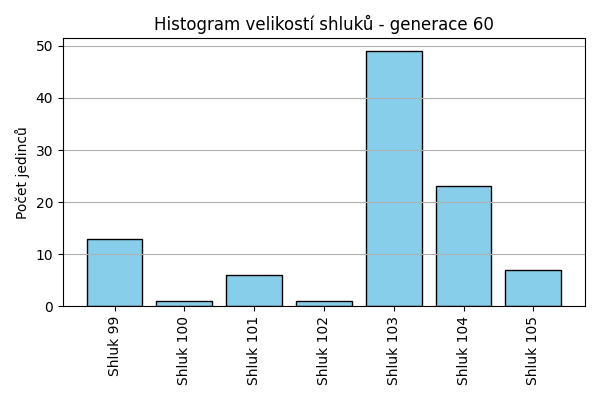 Histogram velikostí shluků - generace 60
Počet jedinců
50
40
30
20
10
0
Shluk 99
Shluk 100
Shluk 101
Shluk 102
Shluk 103
Shluk 104
Shluk 105